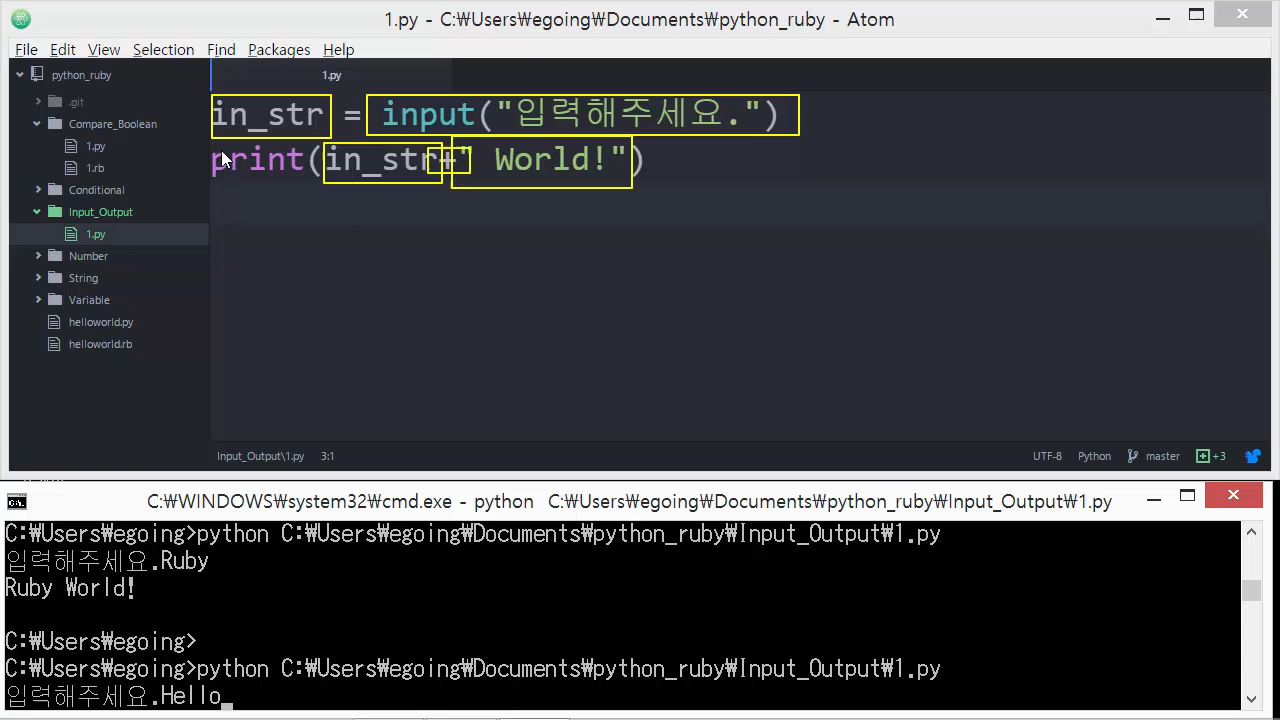 1.py - C:₩Users₩egoing₩Documents₩python_ruby - Atom
File Edit View Selection Find Packages Help
python_ruby
.git
Compare_Boolean
1.py
1.rb
Conditional
Input_Output
1.py
Number
String
Variable
helloworld.py
helloworld.rb
1.py
in_str = input("입력해주세요.")
print(in_str+" World!")
Input_Output\1.py 3:1 UTF-8 Python master +3
C:₩WINDOWS₩system32₩cmd.exe - python C:₩Users₩egoing₩Documents₩python_ruby₩Input_Output₩1.py
C:₩Users₩egoing>python C:₩Users₩egoing₩Documents₩python_ruby₩Input_Output₩1.py
입력해주세요.Ruby
Ruby World!
C:₩Users₩egoing>
C:₩Users₩egoing>python C:₩Users₩egoing₩Documents₩python_ruby₩Input_Output₩1.py
입력해주세요.Hello_